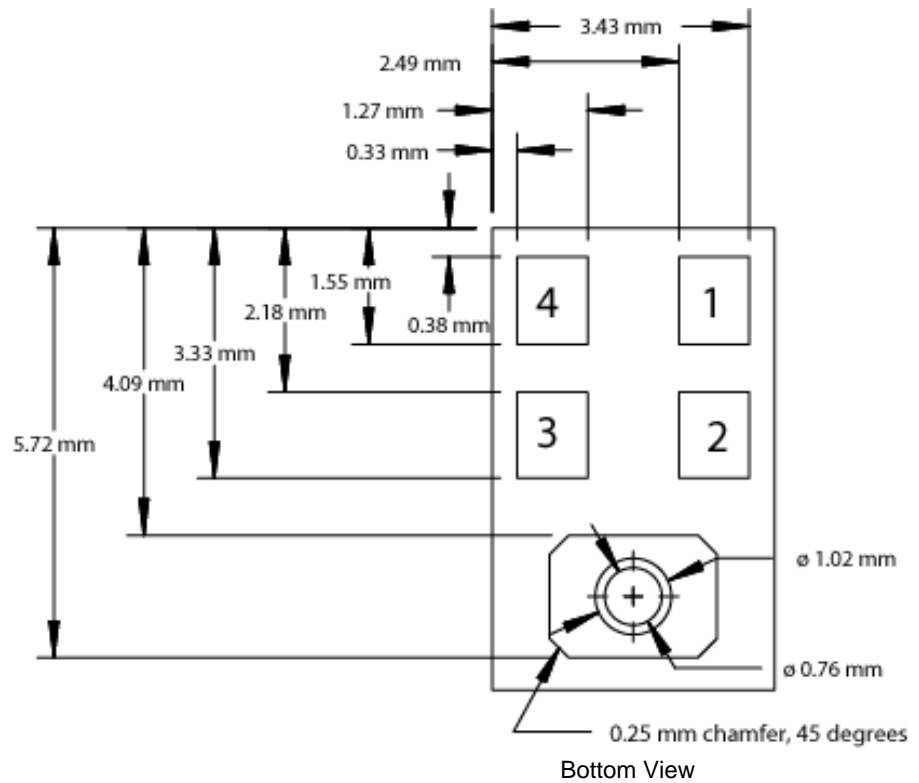 3.43 mm
2.49 mm
1.27 mm
0.33 mm
1.55 mm
4 1
2.18 mm
0.38 mm
3.33 mm
4.09 mm
5.72 mm
3 2
ø 1.02 mm
ø 0.76 mm
0.25 mm chamfer, 45 degrees
Bottom View